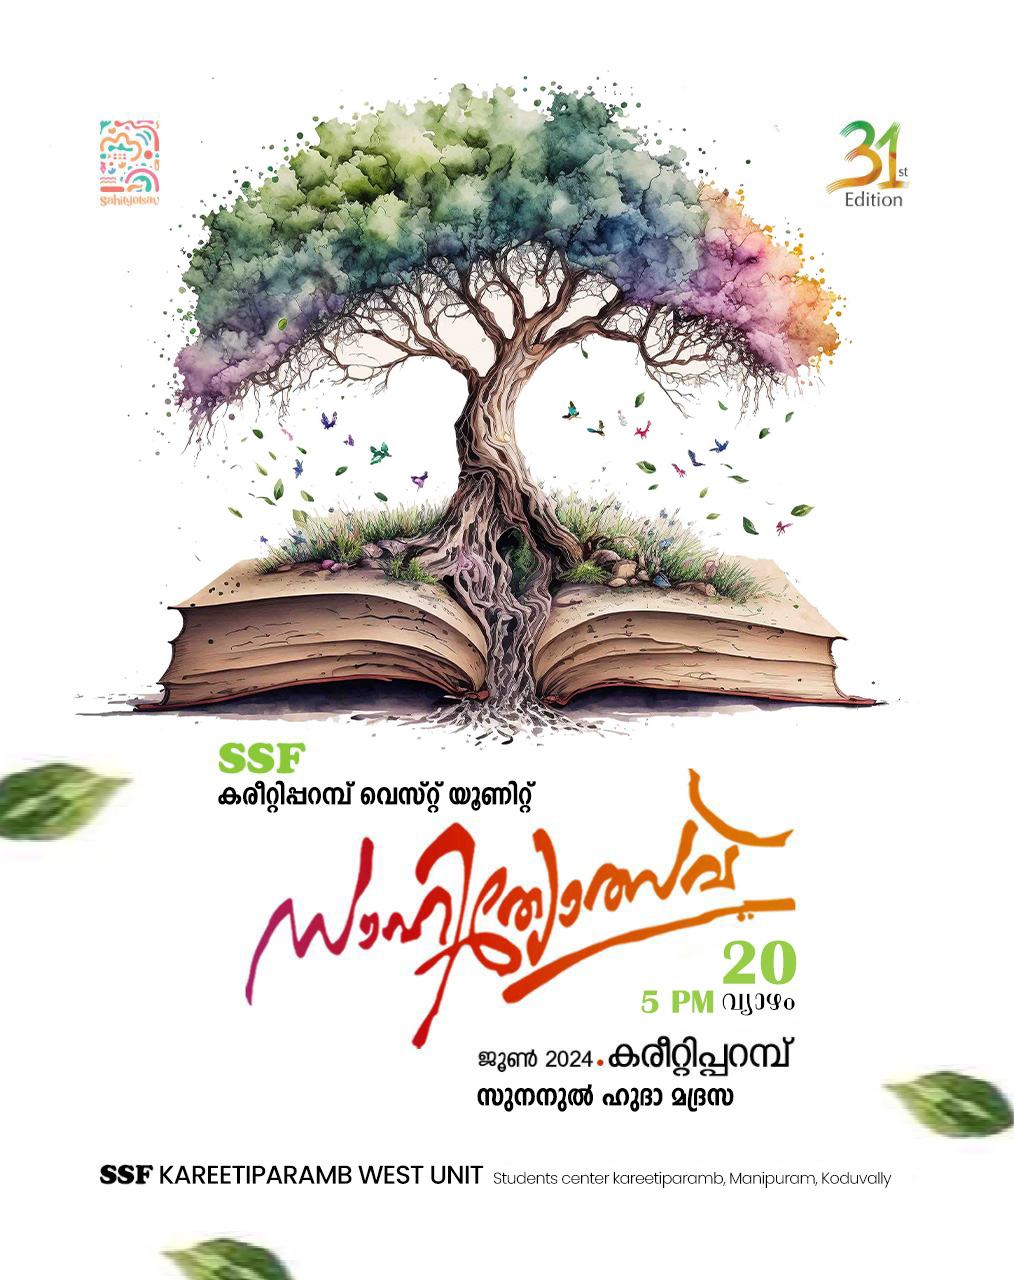 Sahityotsav
31st
Edition
SSF
കരീറ്റിപ്പറമ്പ് വെസ്റ്റ് യൂണിറ്റ്
സാഹിത്യോത്സവ്
20
5 PM വ്യാഴം
ജൂൺ 2024 • കരീറ്റിപ്പറമ്പ്
സുനനുൽ ഹുദാ മദ്രസ
SSF KAREETIPARAMB WEST UNIT Students center kareetiparamb, Manipuram, Koduvally